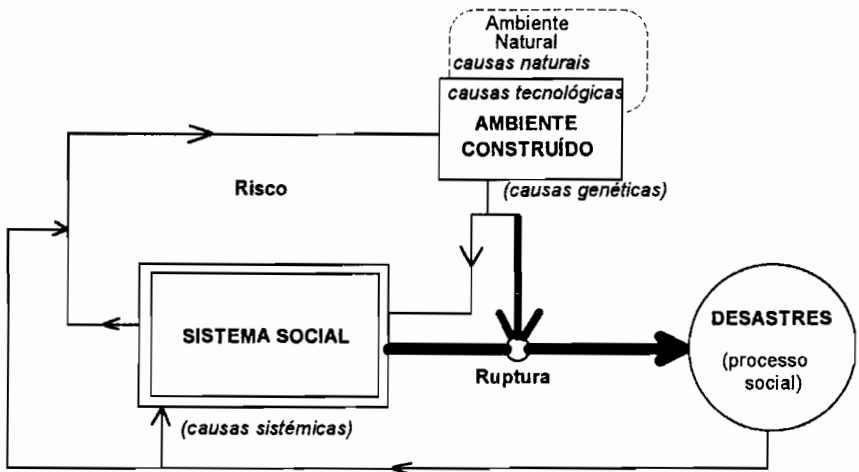 Ambiente
Natural
causas naturais
causas tecnológicas
AMBIENTE
CONSTRUÍDO
(causas genéticas)
Risco
SISTEMA SOCIAL
(causas sistémicas)
Ruptura
DESASTRES
(processo
social)